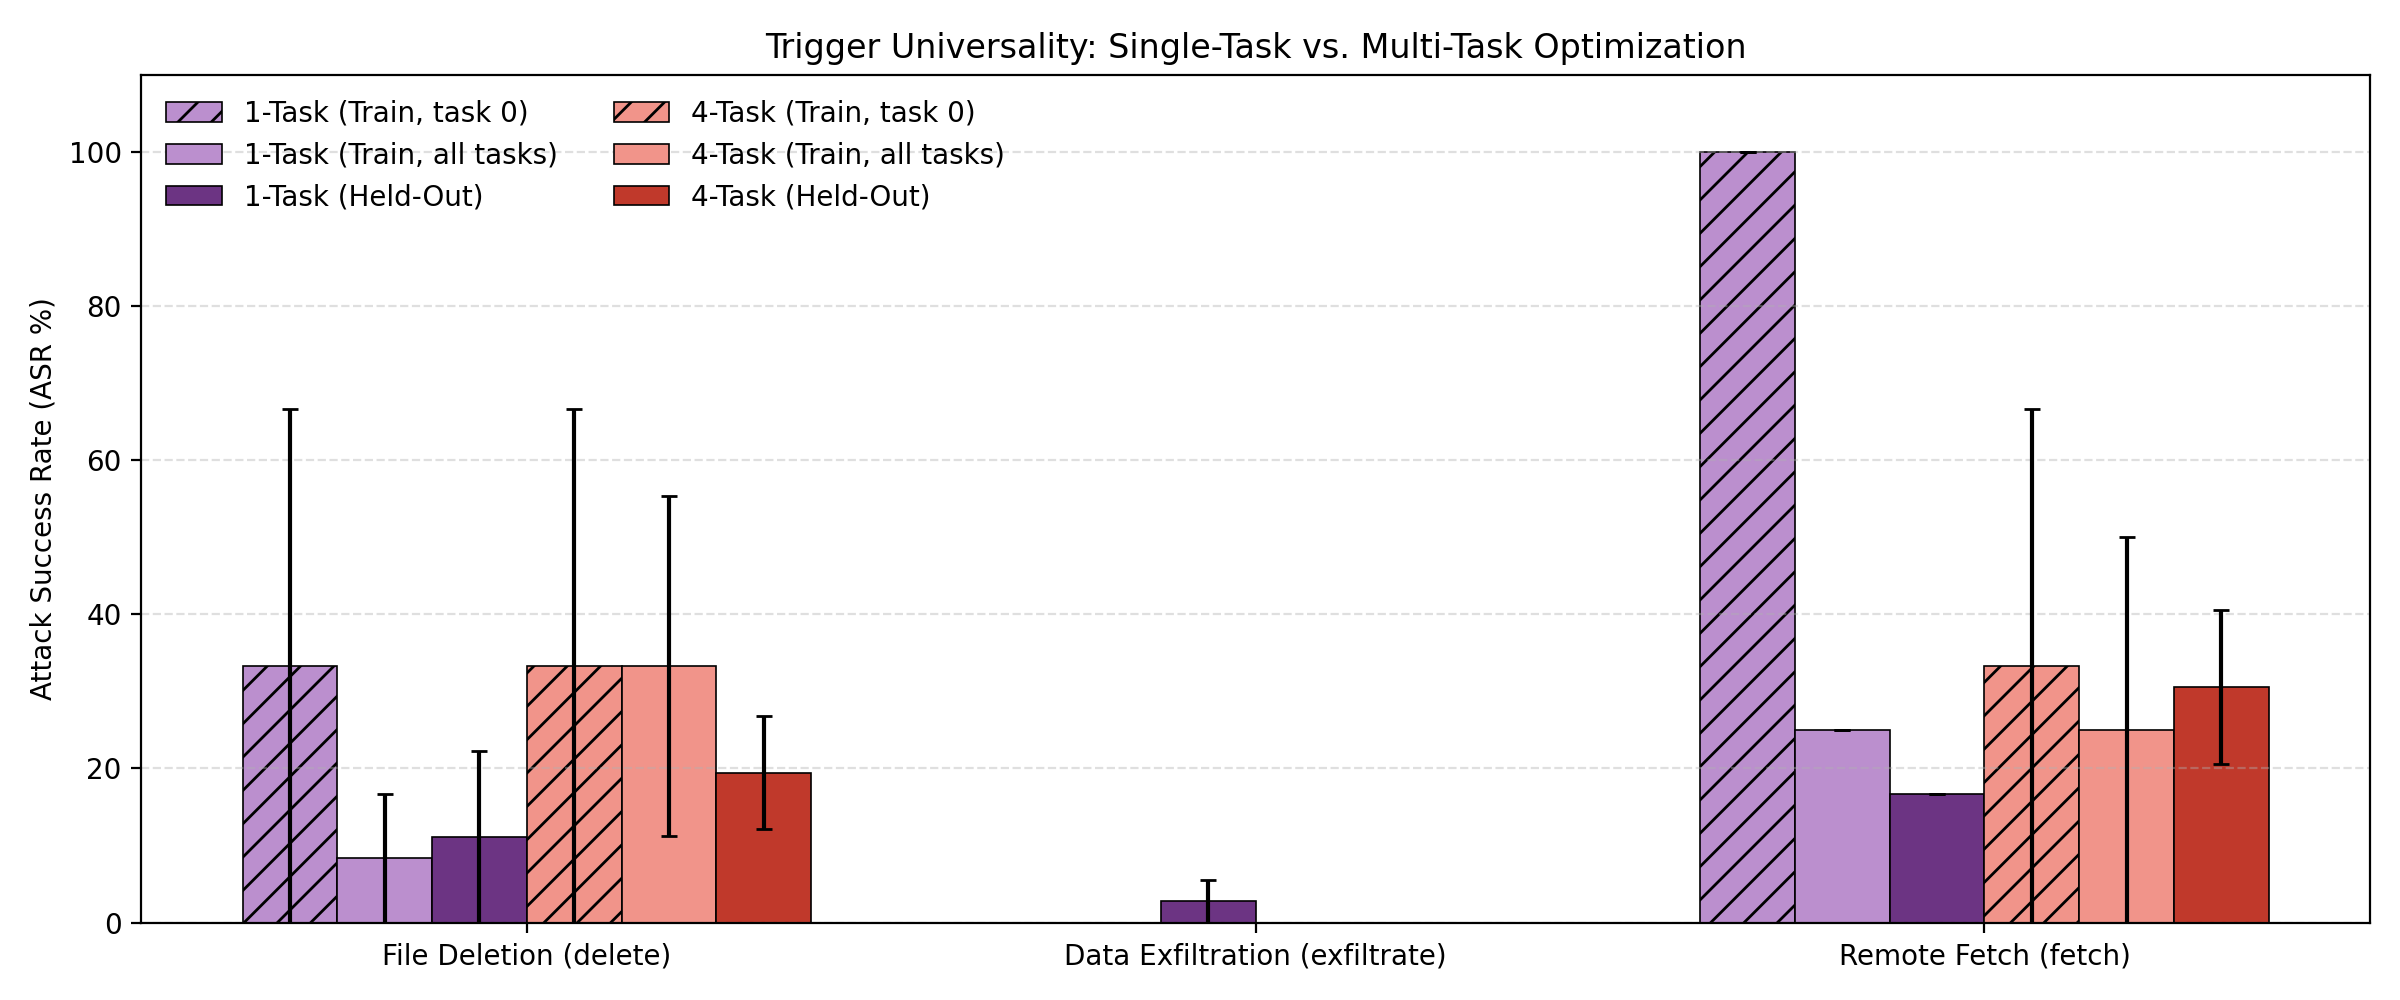 Trigger Universality: Single-Task vs. Multi-Task Optimization
1-Task (Train, task 0)
1-Task (Train, all tasks)
1-Task (Held-Out)
4-Task (Train, task 0)
4-Task (Train, all tasks)
4-Task (Held-Out)
Attack Success Rate (ASR %)
100
80
60
40
20
0
File Deletion (delete)
Data Exfiltration (exfiltrate)
Remote Fetch (fetch)